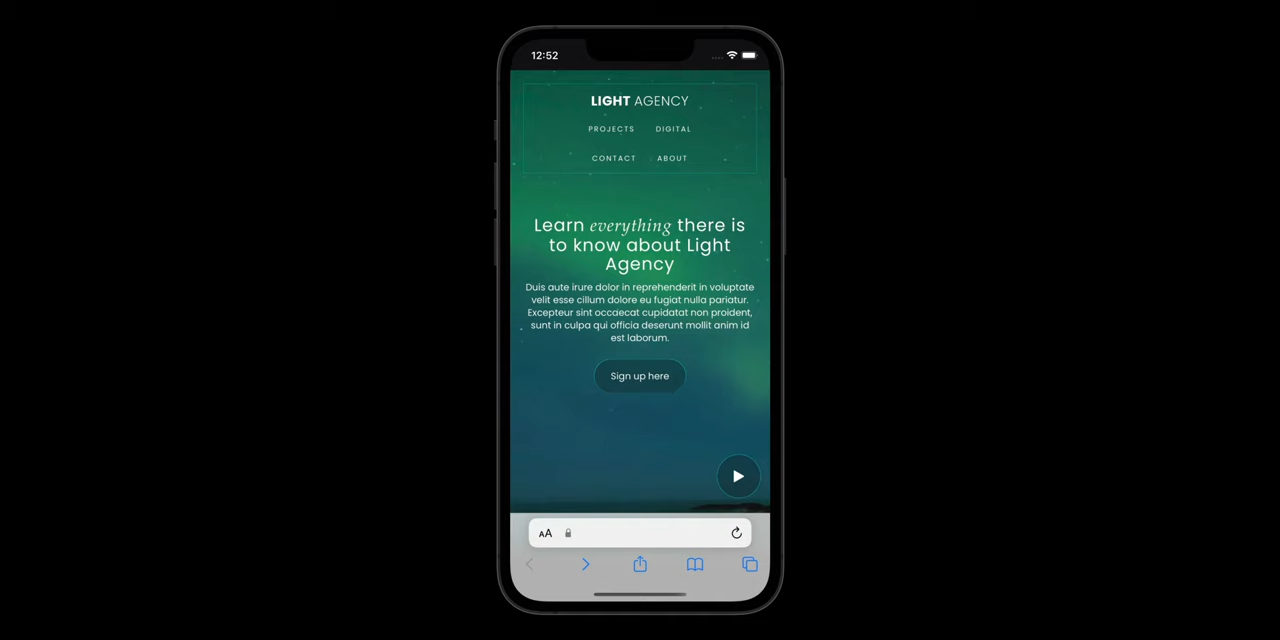 12:52
LIGHT AGENCY
PROJECTS DIGITAL
CONTACT ABOUT
Learn everything there is
to know about Light
Agency
Duis aute irure dolor in reprehenderit in voluptate
velit esse cillum dolore eu fugiat nulla pariatur.
Excepteur sint occaecat cupidatat non proident,
sunt in culpa qui officia deserunt mollit anim id
est laborum.
Sign up here
AA